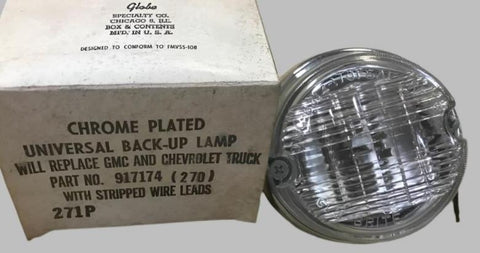 Globe
SPECIALTY CO.
CHICAGO 8, ILL.
BOX & CONTENTS
MFD. IN U. S. A.
DESIGNED TO CONFORM TO FMVSS-108
CHROME PLATED
UNIVERSAL BACK-UP LAMP
WILL REPLACE GMC AND CHEVROLET TRUCK
PART NO. 917174 (270)
WITH STRIPPED WIRE LEADS
271P
BRITE